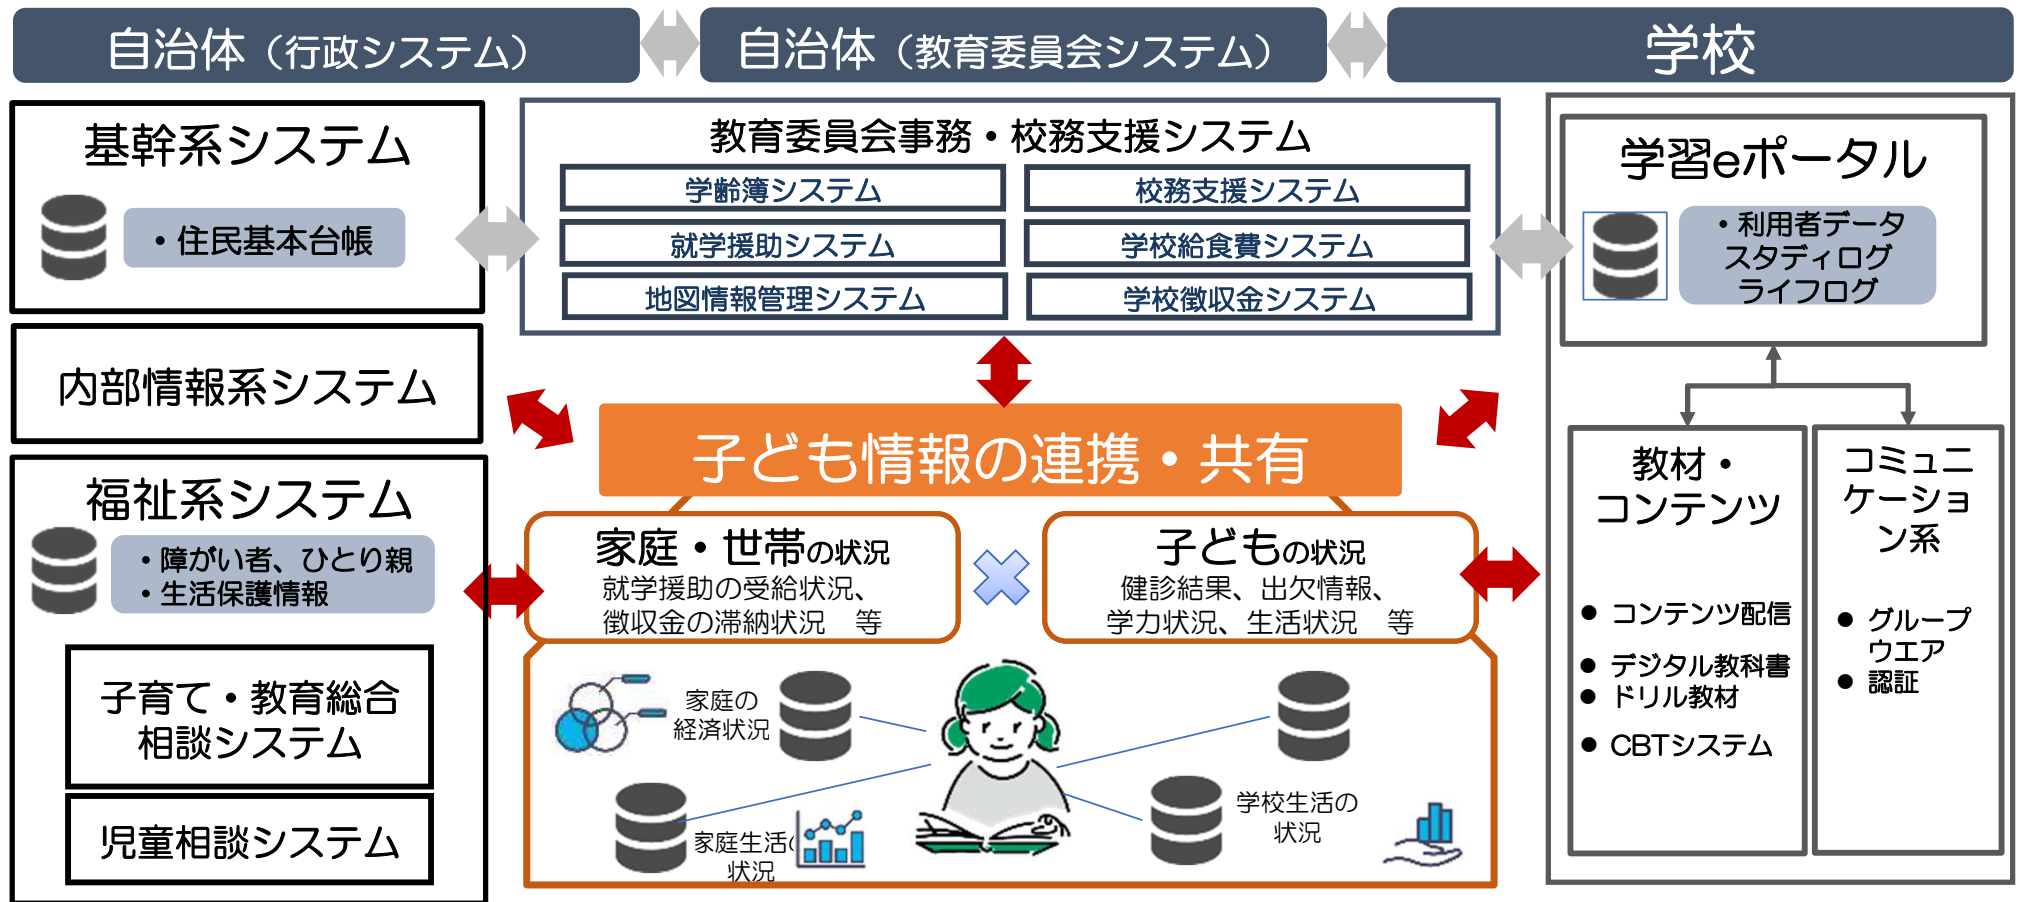 自治体（行政システム）
自治体（教育委員会システム）
学校
基幹系システム
・住民基本台帳
内部情報系システム
福祉系システム
・障がい者、ひとり親
・生活保護情報
子育て・教育総合
相談システム
児童相談システム
教育委員会事務・校務支援システム
学齢簿システム
校務支援システム
就学援助システム
学校給食費システム
地図情報管理システム
学校徴収金システム
子ども情報の連携・共有
家庭・世帯の状況
就学援助の受給状況、
徴収金の滞納状況　等
子どもの状況
健診結果、出欠情報、
学力状況、生活状況　等
家庭の
経済状況
家庭生活の
状況
学校生活の
状況
学習eポータル
・利用者データ
スタディログ
ライフログ
教材・
コンテンツ
● コンテンツ配信
● デジタル教科書
● ドリル教材
● CBTシステム
コミュニ
ケーショ
ン系
● グループ
ウエア
● 認証